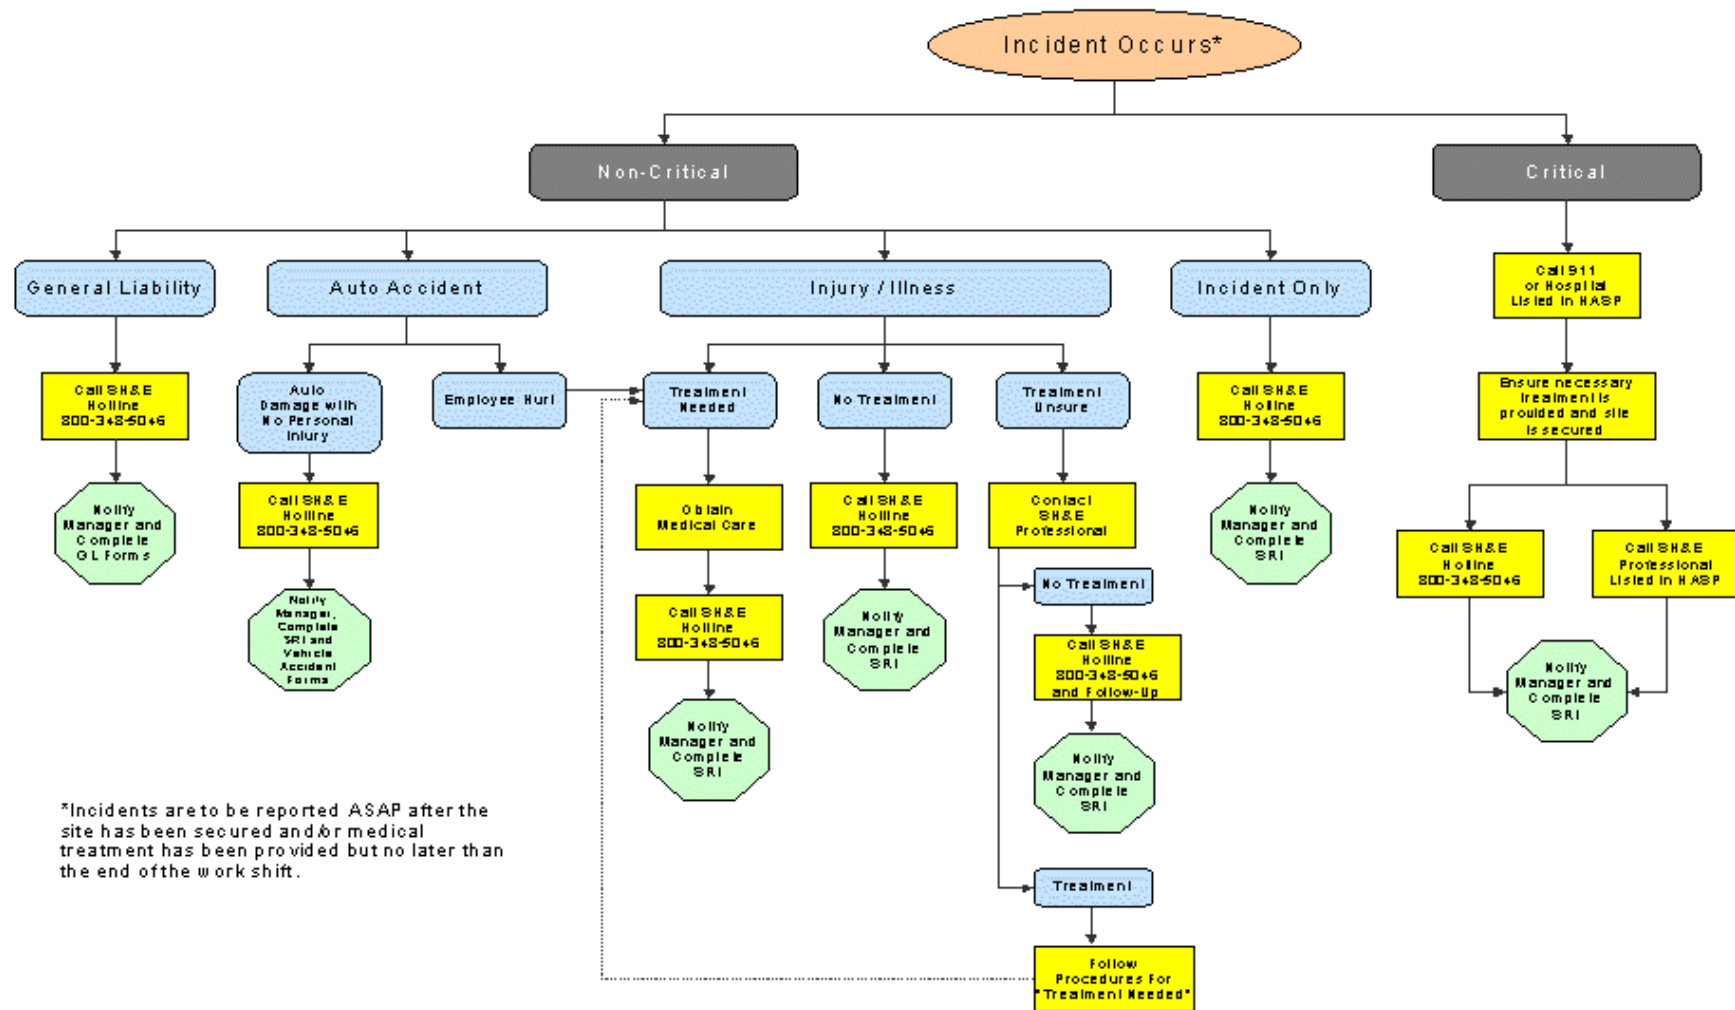 Incident Occurs*
Non-Critical
Critical
General Liability
Auto Accident
Injury / Illness
Incident Only
Call 911
or Hospital
Listed in HASP
Call SH&E
Hotline
800-348-5046
Auto
Damage with
No Personal
Injury
Employee Hurt
Treatment
Needed
No Treatment
Treatment
Unsure
Call SH&E
Hotline
800-348-5046
Ensure necessary
treatment is
provided and site
is secured
Notify
Manager and
Complete
GL Forms
Call SH&E
Hotline
800-348-5046
Obtain
Medical Care
Call SH&E
Hotline
800-348-5046
Contact
SH&E
Professional
Notify
Manager and
Complete
SRI
Call SH&E
Hotline
800-348-5046
Call SH&E
Professional
Listed in HASP
Notify
Manager,
Complete
SRI and
Vehicle
Accident
Forms
Call SH&E
Hotline
800-348-5046
Notify
Manager and
Complete
SRI
No Treatment
Call SH&E
Hotline
800-348-5046
and Follow-Up
Notify
Manager and
Complete
SRI
Notify
Manager and
Complete
SRI
Notify
Manager and
Complete
SRI
*Incidents are to be reported ASAP after the
site has been secured and/or medical
treatment has been provided but no later than
the end of the work shift.
Treatment
Follow
Procedures For
"Treatment Needed"